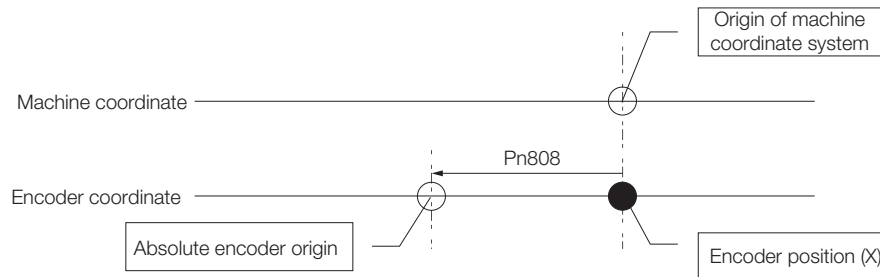 Origin of machine
coordinate system
Machine coordinate
Pn808
Encoder coordinate
Absolute encoder origin
Encoder position (X)